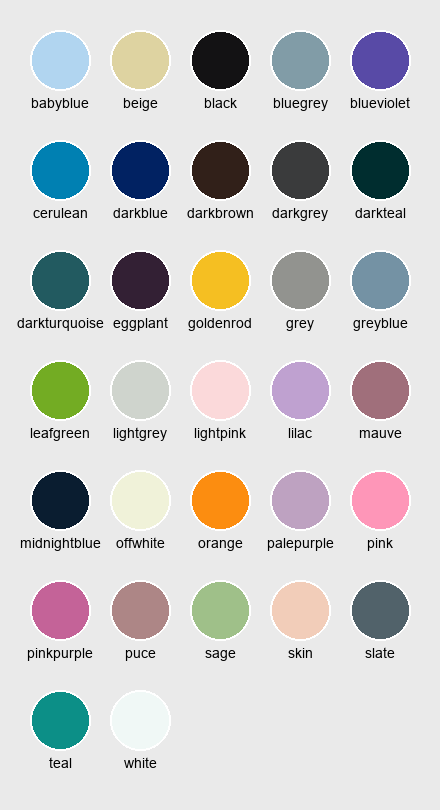 babyblue beige black bluegrey blueviolet
cerulean darkblue darkbrown darkgrey darkteal
darkturquoise eggplant goldenrod grey greyblue
leafgreen lightgrey lightpink lilac mauve
midnightblue offwhite orange palepurple pink
pinkpurple puce sage skin slate
teal white